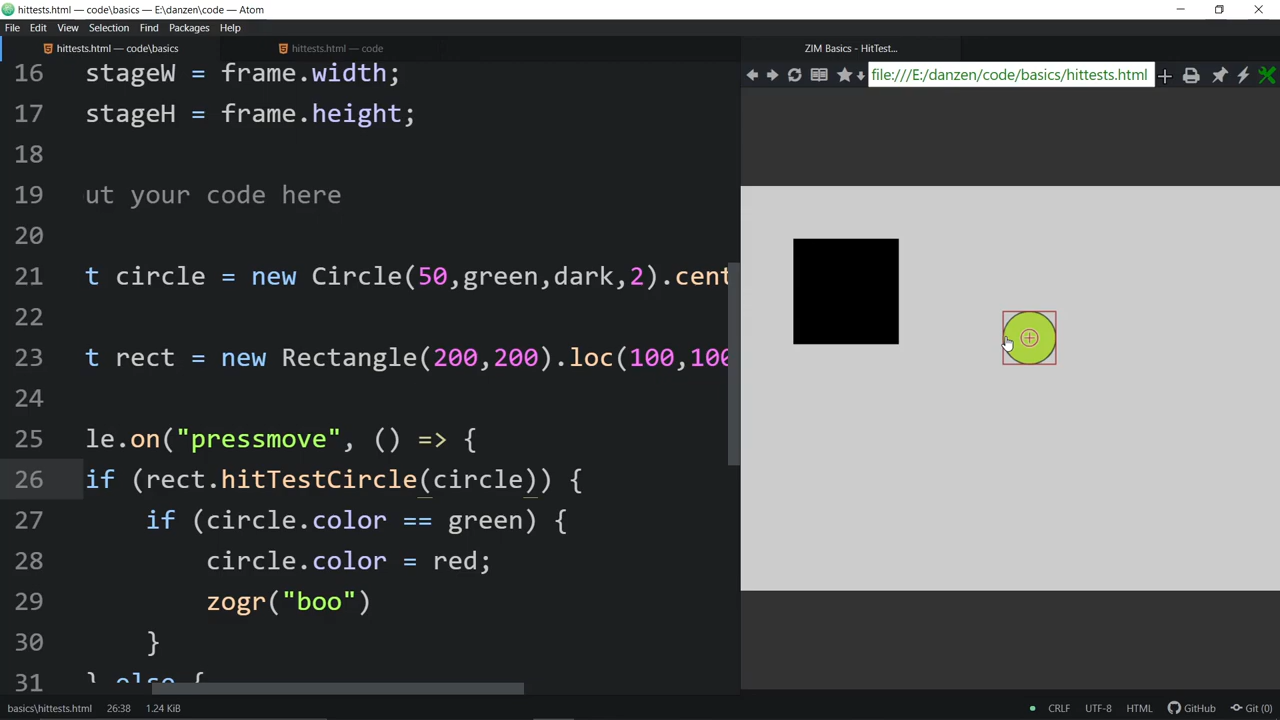 hittests.html — code\basics — E:\danzen\code — Atom
File Edit View Selection Find Packages Help
hittests.html — code\basics
hittests.html — code
ZIM Basics - HitTest...
file:///E:/danzen/code/basics/hittests.html
16 stageW = frame.width;
17 stageH = frame.height;
18
19 ut your code here
20
21 t circle = new Circle(50,green,dark,2).cent
22
23 t rect = new Rectangle(200,200).loc(100,100
24
25 le.on("pressmove", () => {
26 if (rect.hitTestCircle(circle)) {
27 if (circle.color == green) {
28 circle.color = red;
29 zogr("boo")
30 }
31 } else {
basics\hittests.html 26:38 1.24 KiB CRLF UTF-8 HTML GitHub Git (0)